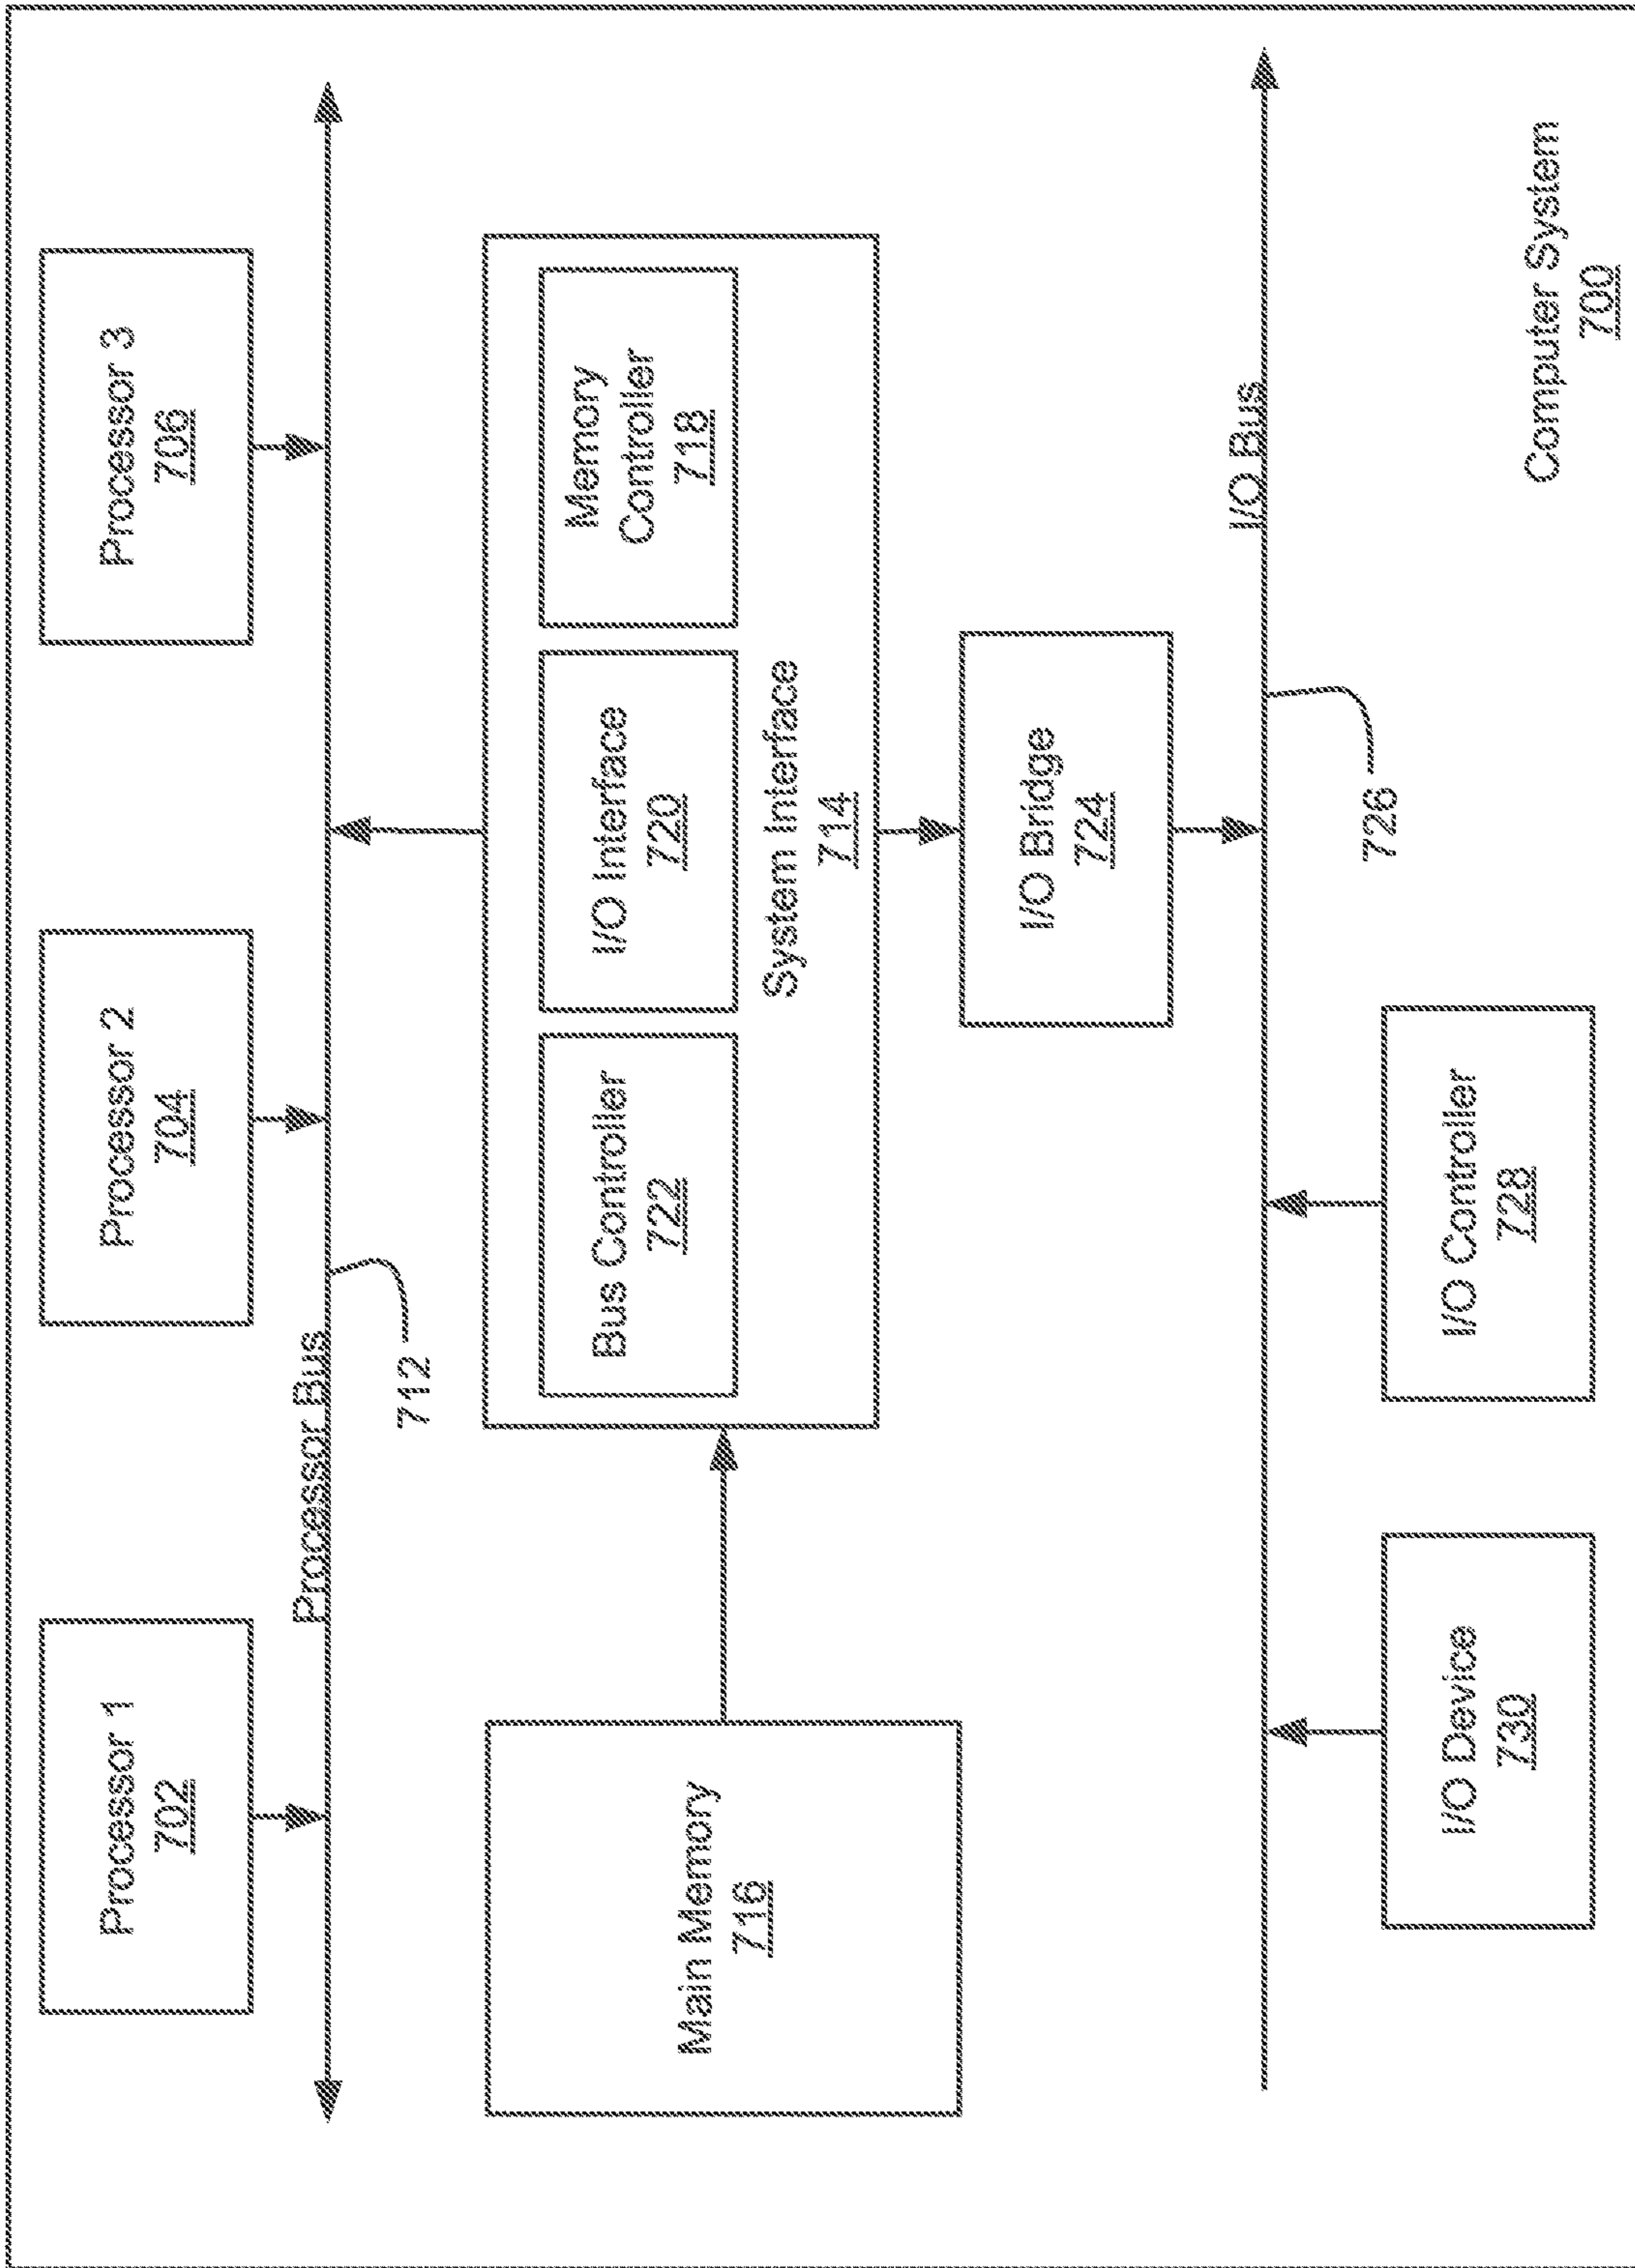 Processor 1
702
Processor 2
704
Processor 3
706
Processor Bus
712
Main Memory
716
Bus Controller
722
I/O Interface
720
Memory
Controller
718
System Interface
714
I/O Bridge
724
I/O Bus
726
I/O Device
730
I/O Controller
728
Computer System
700